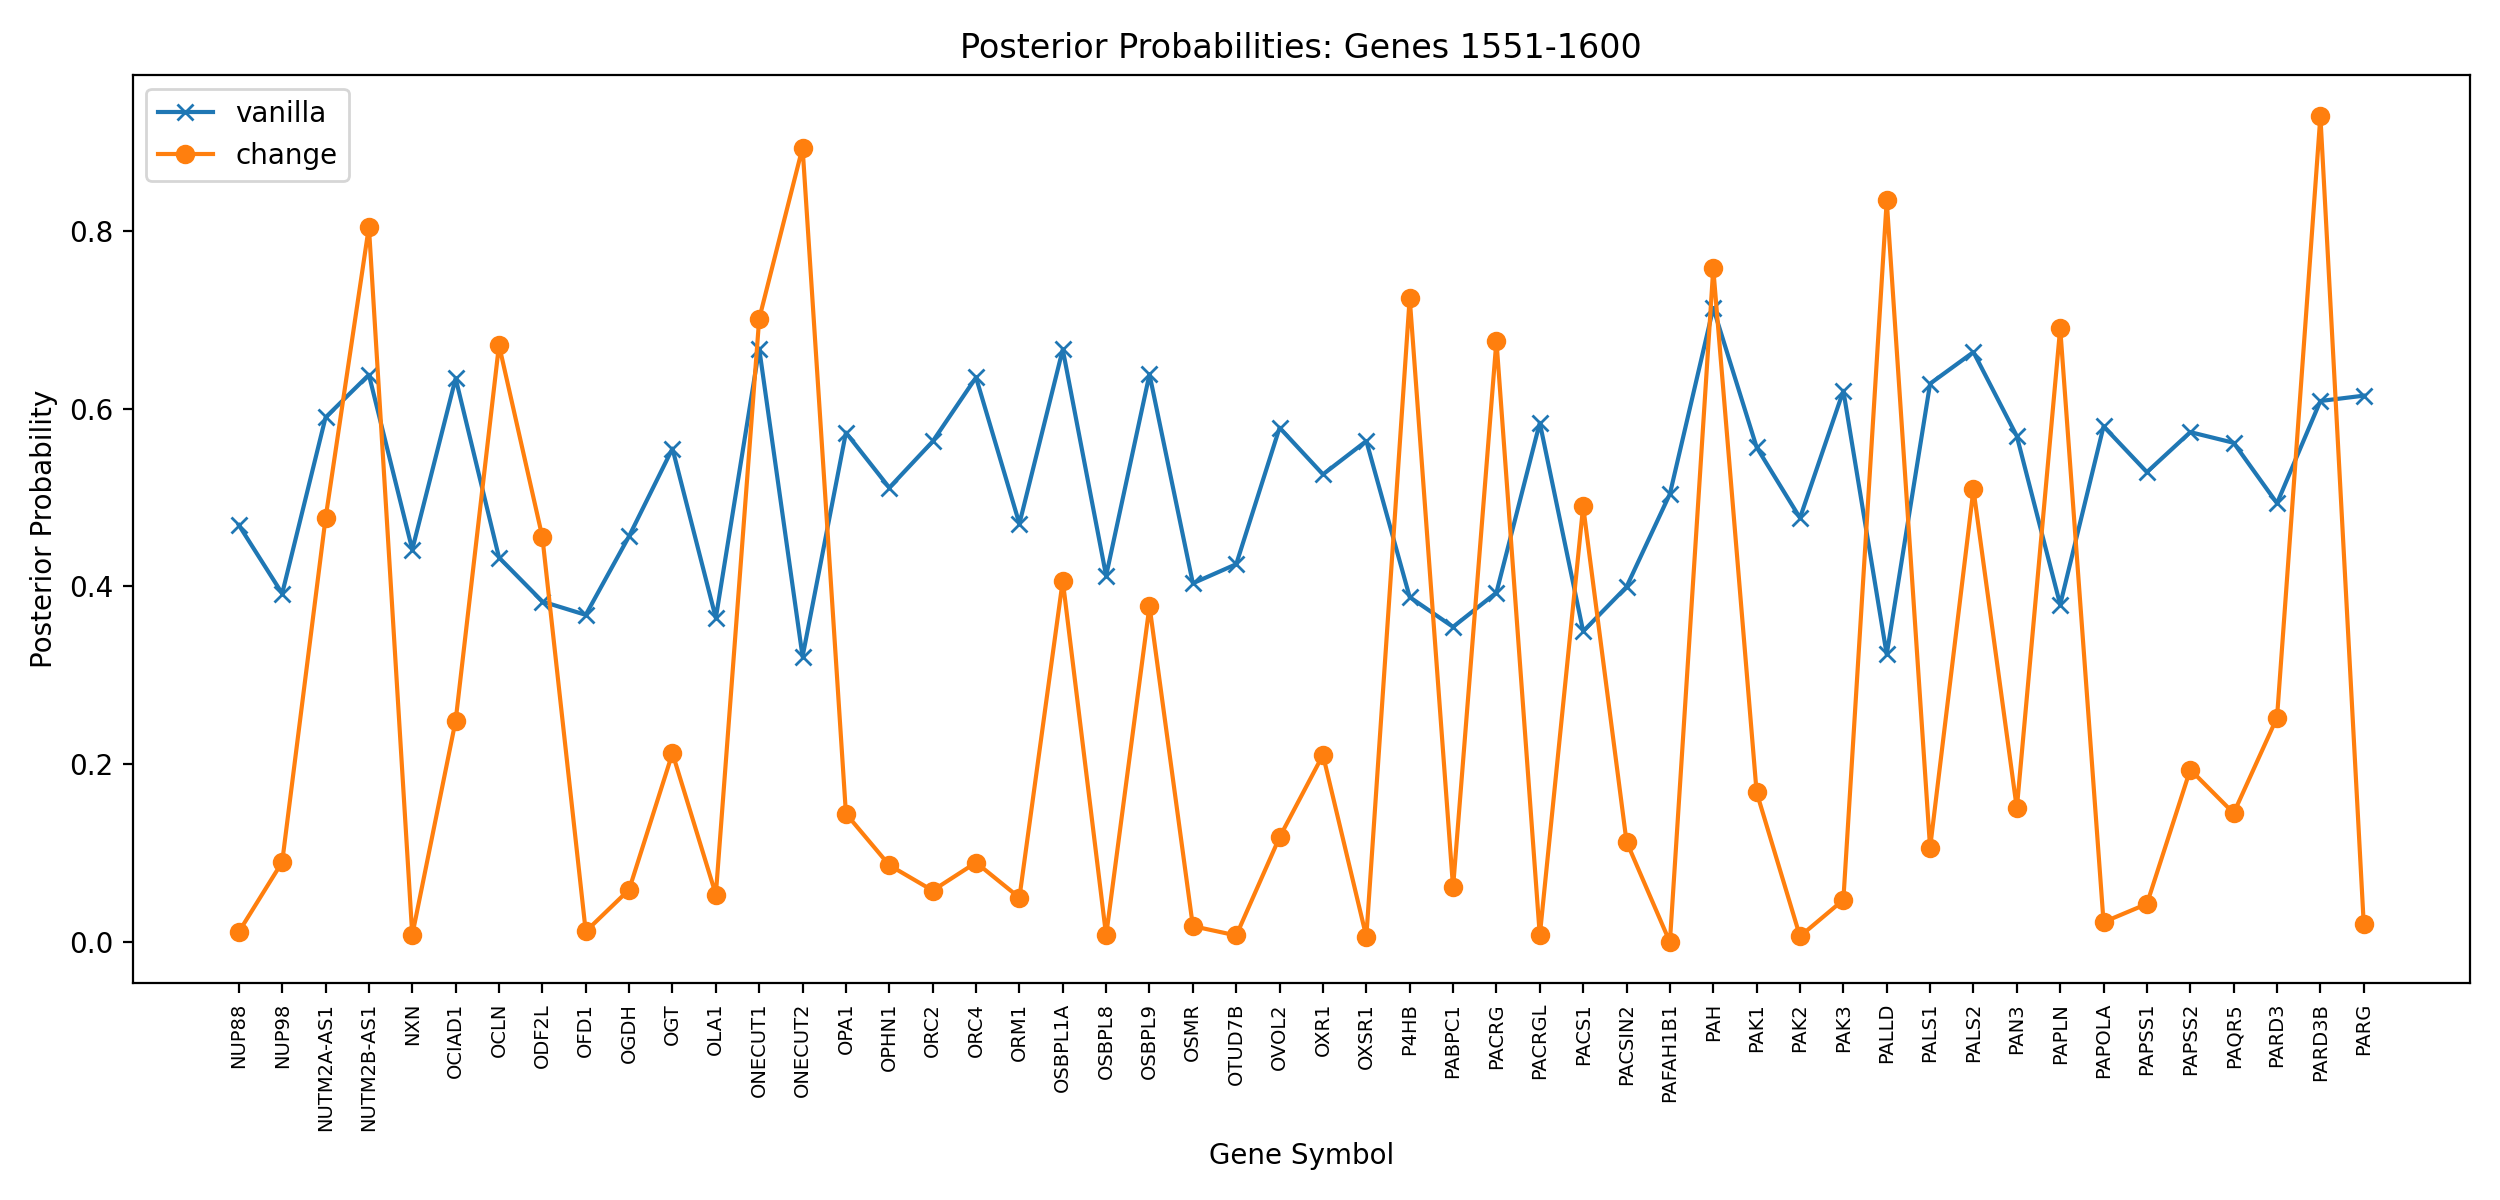 Posterior Probabilities: Genes 1551-1600
vanilla
change
Posterior Probability
0.8
0.6
0.4
0.2
0.0
NUP88
NUP98
NUTM2A-AS1
NUTM2B-AS1
NXN
OCIAD1
OCLN
ODF2L
OFD1
OGDH
OGT
OLA1
ONECUT1
ONECUT2
OPA1
OPHN1
ORC2
ORC4
ORM1
OSBPL1A
OSBPL8
OSBPL9
OSMR
OTUD7B
OVOL2
OXR1
OXSR1
P4HB
PABPC1
PACRG
PACRGL
PACS1
PACSIN2
PAFAH1B1
PAH
PAK1
PAK2
PAK3
PALLD
PALS1
PALS2
PAN3
PAPLN
PAPOLA
PAPSS1
PAPSS2
PAQR5
PARD3
PARD3B
PARG
Gene Symbol